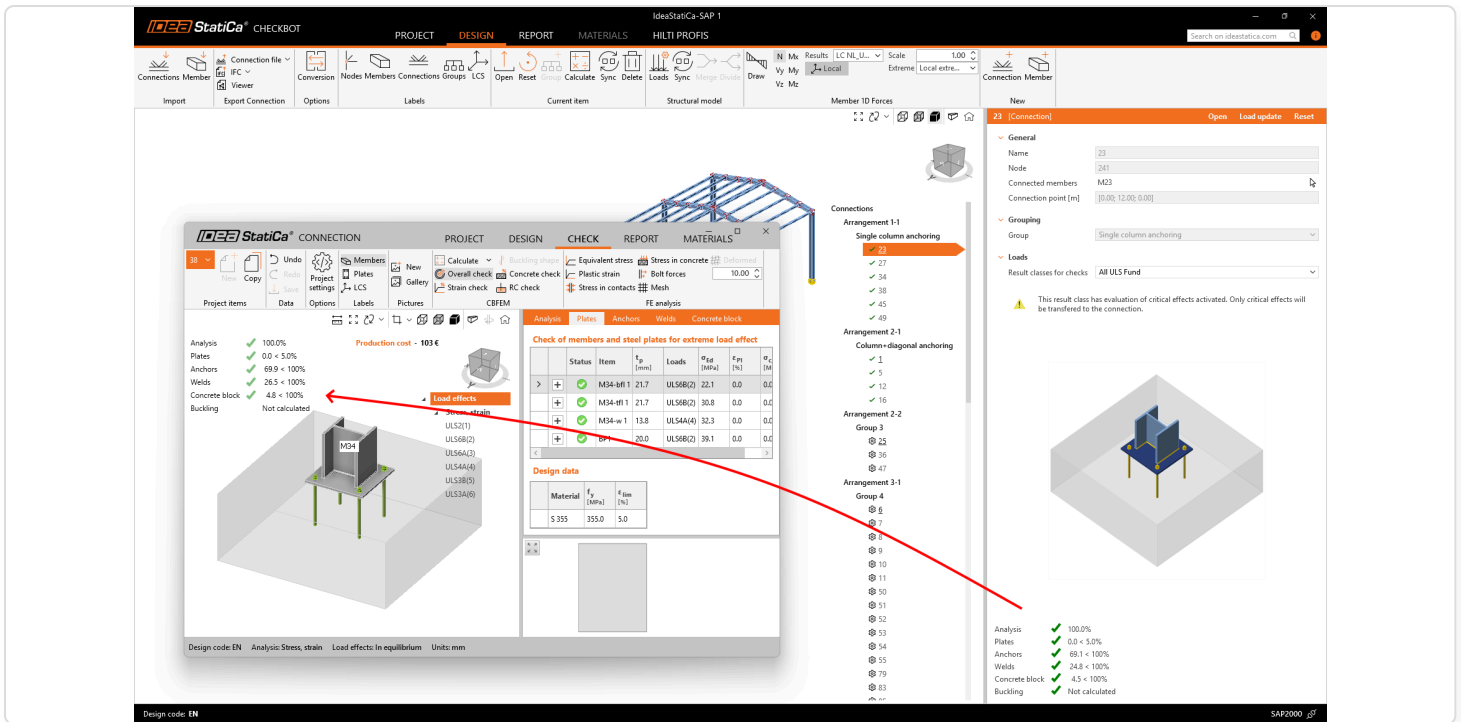 IdeaStatiCa-SAP 1
IDEA StatiCa® CHECKBOT
PROJECT DESIGN REPORT MATERIALS HILTI PROFIS
Search on ideastatica.com
Connections Member
Import
Connection file
IFC
Viewer
Export Connection
Conversion
Options
Nodes Members Connections Groups LCS
Labels
Open Reset Group Calculate Sync Delete
Current item
Loads Sync Merge Divide
Structural model
Draw
N Mx Results LC NL_U... Scale 1.00
Vy My Local Extreme Local extre...
Vz Mz
Member 1D Forces
Connection Member
New
Connections
Arrangement 1-1
Single column anchoring
23
27
34
38
45
49
Arrangement 2-1
Column+diagonal anchoring
1
5
12
16
Arrangement 2-2
Group 3
25
36
47
Arrangement 3-1
Group 4
6
7
8
9
10
11
50
51
52
53
54
55
79
83
23 [Connection] Open Load update Reset
General
Name 23
Node 241
Connected members M23
Connection point [m] [0.00; 12.00; 0.00]
Grouping
Group Single column anchoring
Loads
Result classes for checks All ULS Fund
This result class has evaluation of critical effects activated. Only critical effects will
be transfered to the connection.
Analysis 100.0%
Plates 0.0 < 5.0%
Anchors 69.1 < 100%
Welds 24.8 < 100%
Concrete block 4.5 < 100%
Buckling Not calculated
IDEA StatiCa® CONNECTION
PROJECT DESIGN CHECK REPORT MATERIALS
38
New Copy
Project items
Undo
Redo
Save
Data
Project
settings
Options
Members
Plates
LCS
Labels
New
Gallery
Pictures
Calculate Buckling shape
Overall check Concrete check
Strain check RC check
CBFEM
Equivalent stress Stress in concrete Deformed
Plastic strain Bolt forces 10.00
Stress in contacts Mesh
FE analysis
Analysis 100.0%
Plates 0.0 < 5.0%
Anchors 69.9 < 100%
Welds 26.5 < 100%
Concrete block 4.8 < 100%
Buckling Not calculated
Production cost - 103 €
M34
Load effects
Stress, strain
ULS2(1)
ULS6B(2)
ULS6A(3)
ULS4A(4)
ULS3B(5)
ULS3A(6)
Analysis Plates Anchors Welds Concrete block
Check of members and steel plates for extreme load effect
Status Item tp [mm] Loads σEd [MPa] εPl [%]
M34-bfl 1 21.7 ULS6B(2) 22.1 0.0
M34-tfl 1 21.7 ULS6B(2) 30.8 0.0
M34-w 1 13.8 ULS4A(4) 32.3 0.0
BP1 20.0 ULS6B(2) 39.1 0.0
Design data
Material fy [MPa] εlim [%]
S 355 355.0 5.0
Design code: EN Analysis: Stress, strain Load effects: In equilibrium Units: mm
Design code: EN
SAP2000